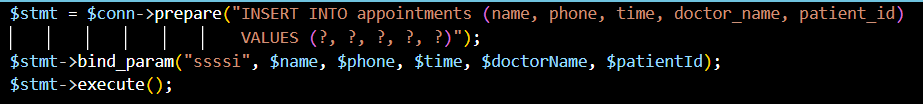 $stmt = $conn->prepare("INSERT INTO appointments (name, phone, time, doctor_name, patient_id)
VALUES (?, ?, ?, ?, ?)");
$stmt->bind_param("ssssi", $name, $phone, $time, $doctorName, $patientId);
$stmt->execute();